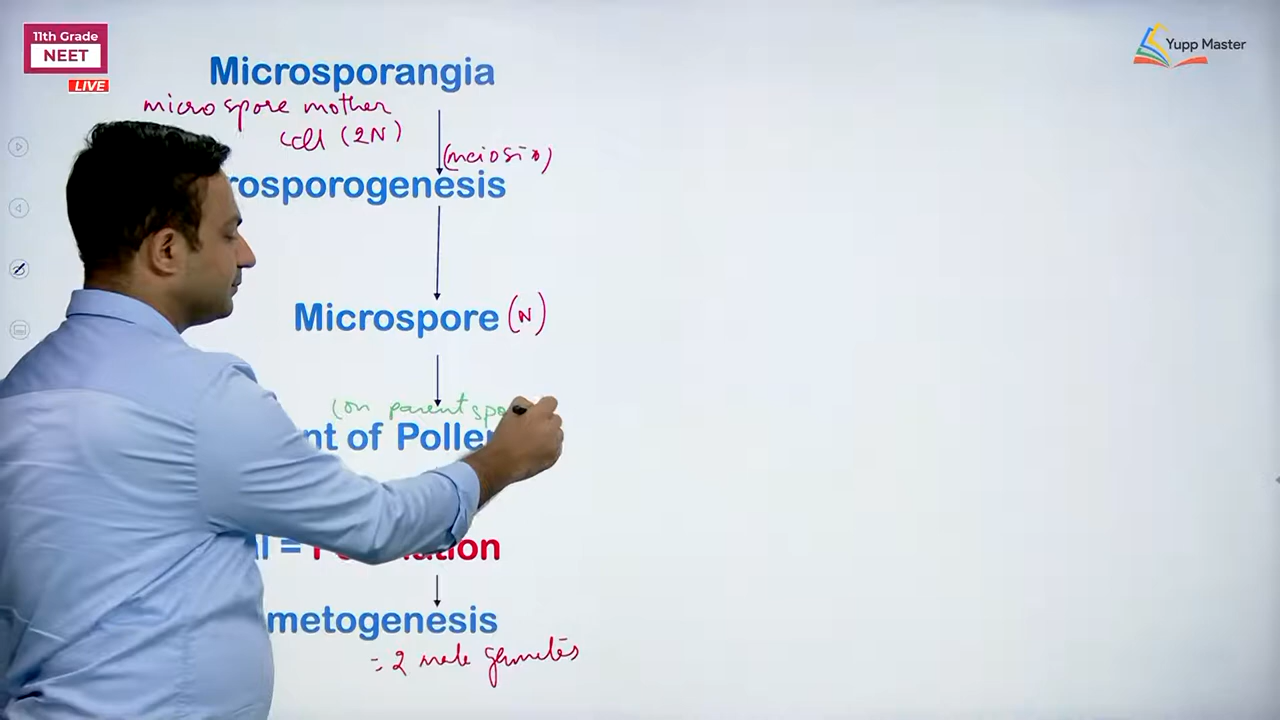 11th Grade
NEET
LIVE
Yupp Master
Microsporangia
micro spore mother
cell (2N)
(meiosis)
rosporogenesis
Microspore (N)
(on parent spo
nt of Pollen
= 
metogenesis
= 2 male gametes